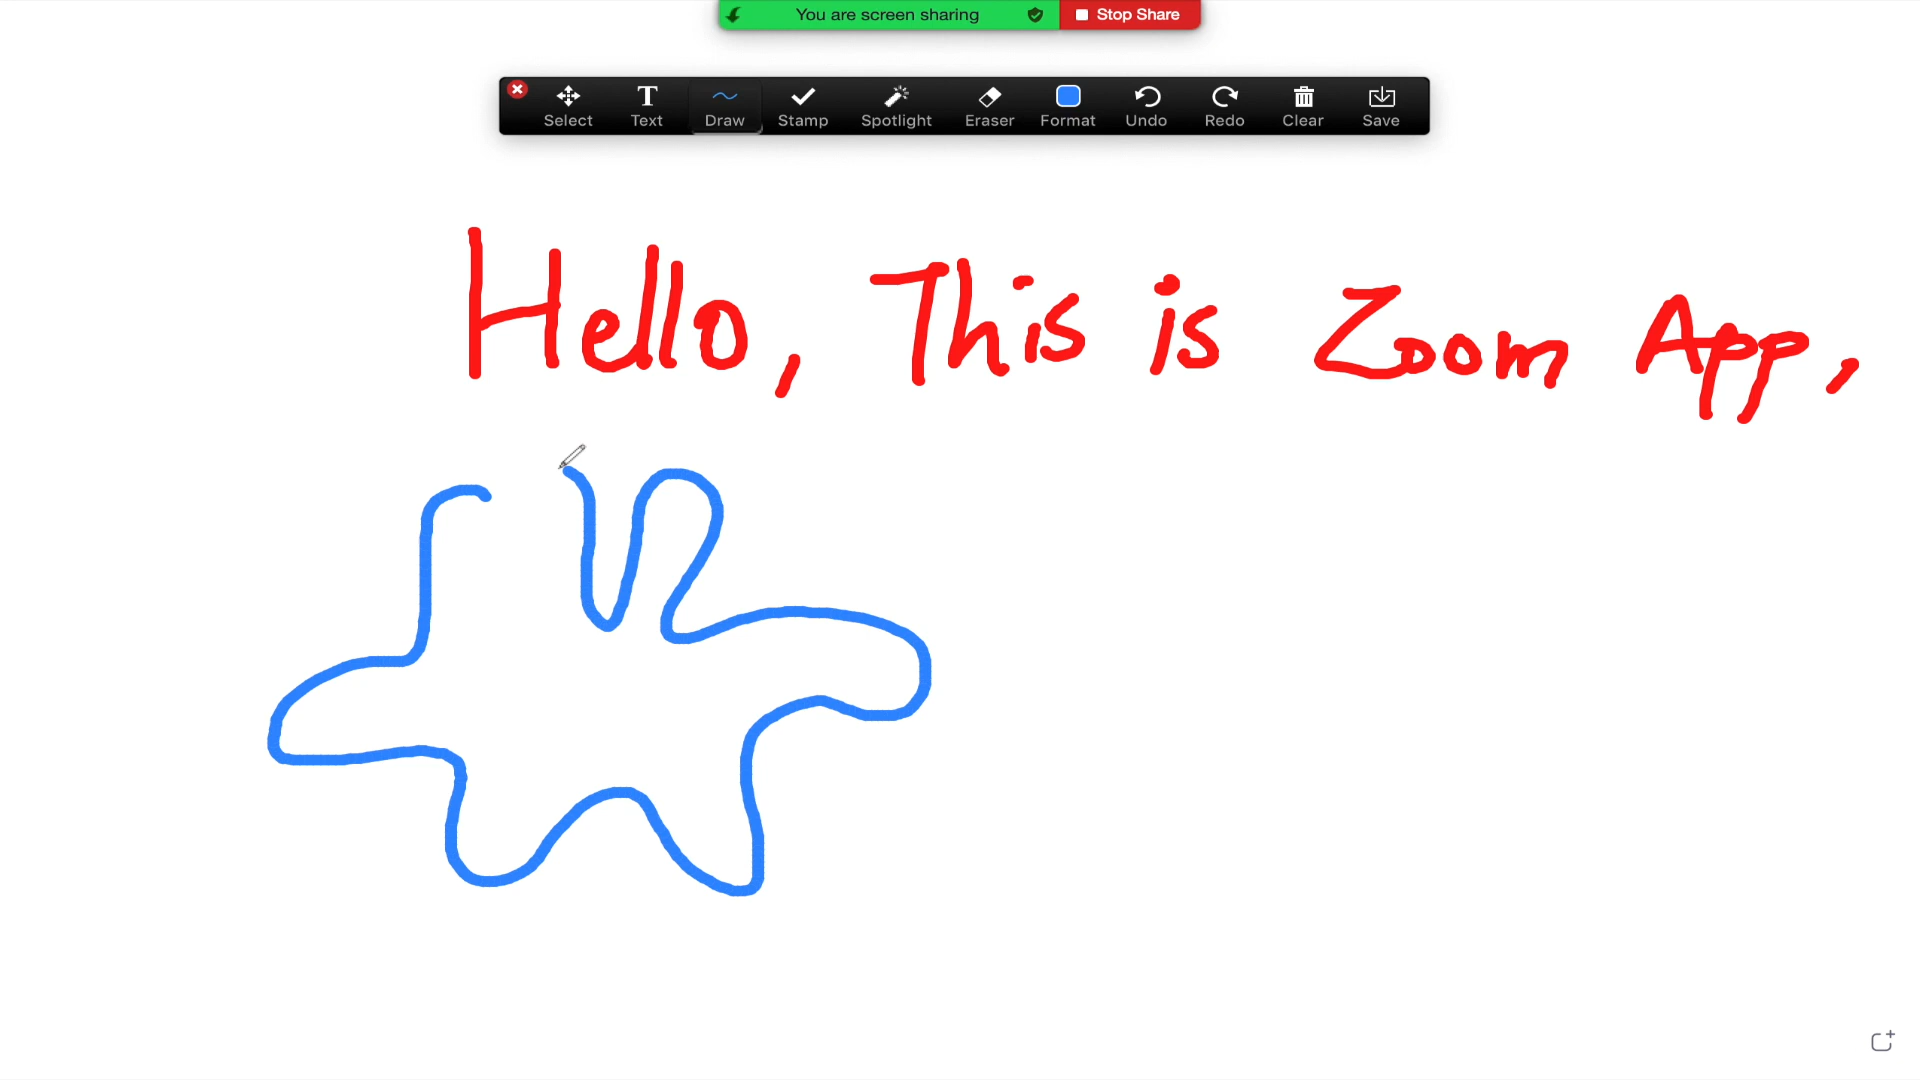 You are screen sharing Stop Share
Select Text Draw Stamp Spotlight Eraser Format Undo Redo Clear Save
Hello, This is Zoom App,